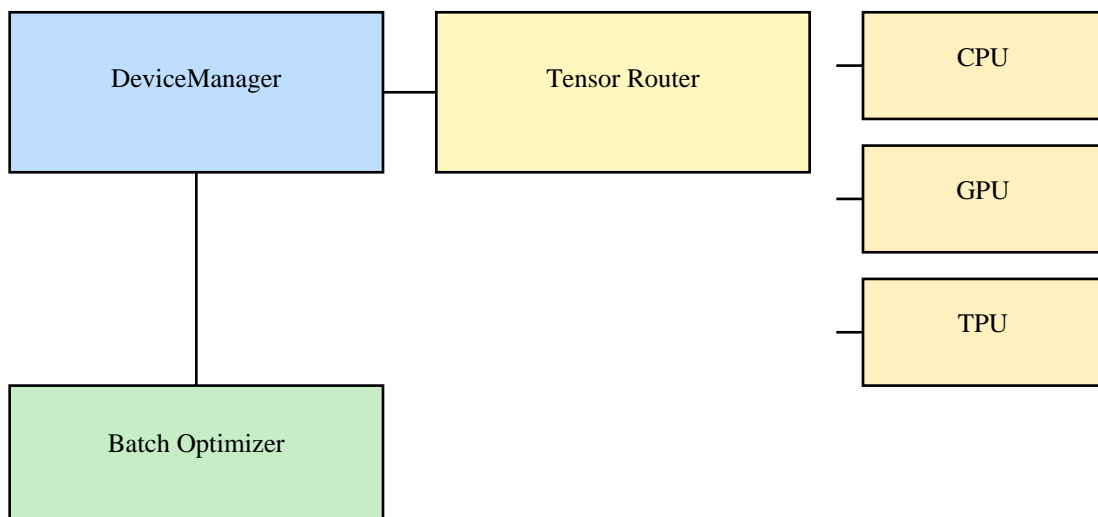 DeviceManager
Tensor Router
CPU
GPU
TPU
Batch Optimizer